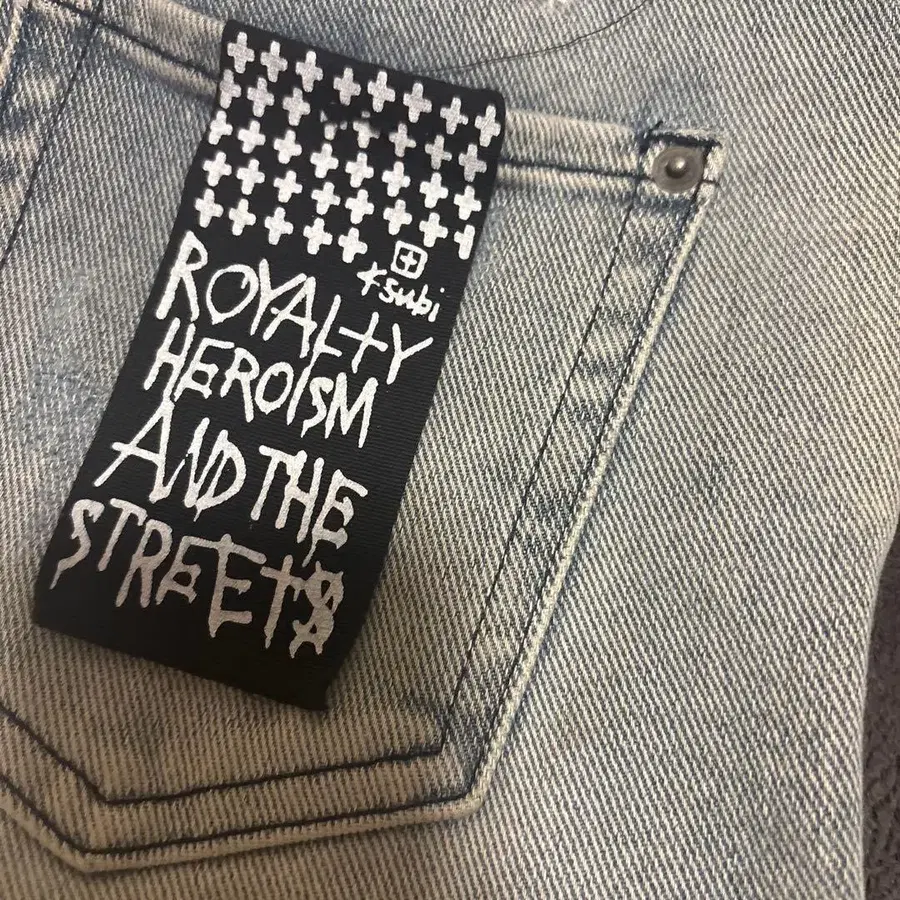 Ksubi
ROYALTY
HEROISM
AND THE
STREETS